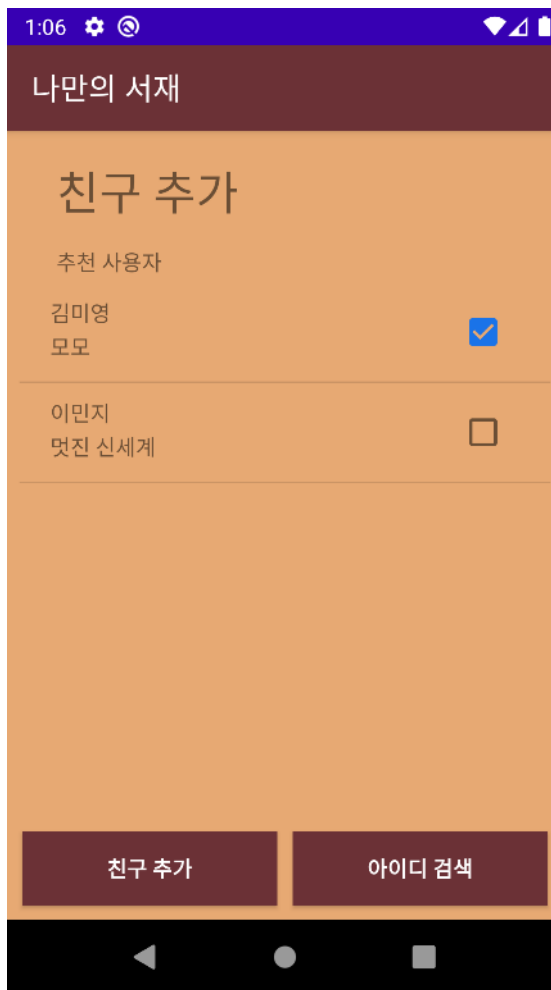 1:06
나만의 서재
친구 추가
추천 사용자
김미영
모모
이민지
멋진 신세계
친구 추가
아이디 검색